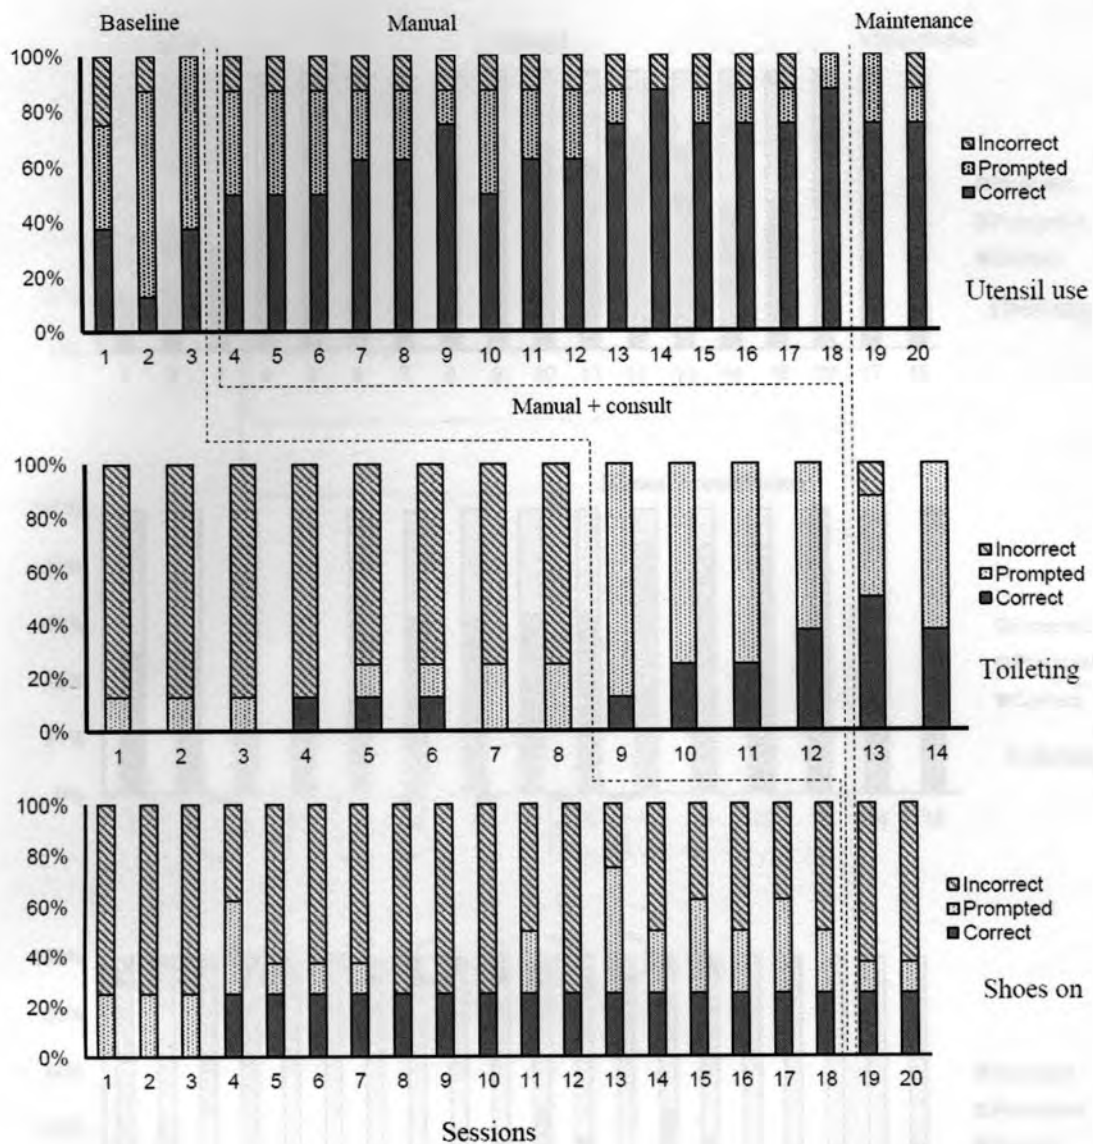 Baseline Manual Maintenance
100%
80%
60%
40%
20%
0%
Incorrect
Prompted
Correct
Utensil use
1 2 3 4 5 6 7 8 9 10 11 12 13 14 15 16 17 18 19 20
Manual + consult
100%
80%
60%
40%
20%
0%
Incorrect
Prompted
Correct
Toileting
1 2 3 4 5 6 7 8 9 10 11 12 13 14
100%
80%
60%
40%
20%
0%
Incorrect
Prompted
Correct
Shoes on
1 2 3 4 5 6 7 8 9 10 11 12 13 14 15 16 17 18 19 20
Sessions